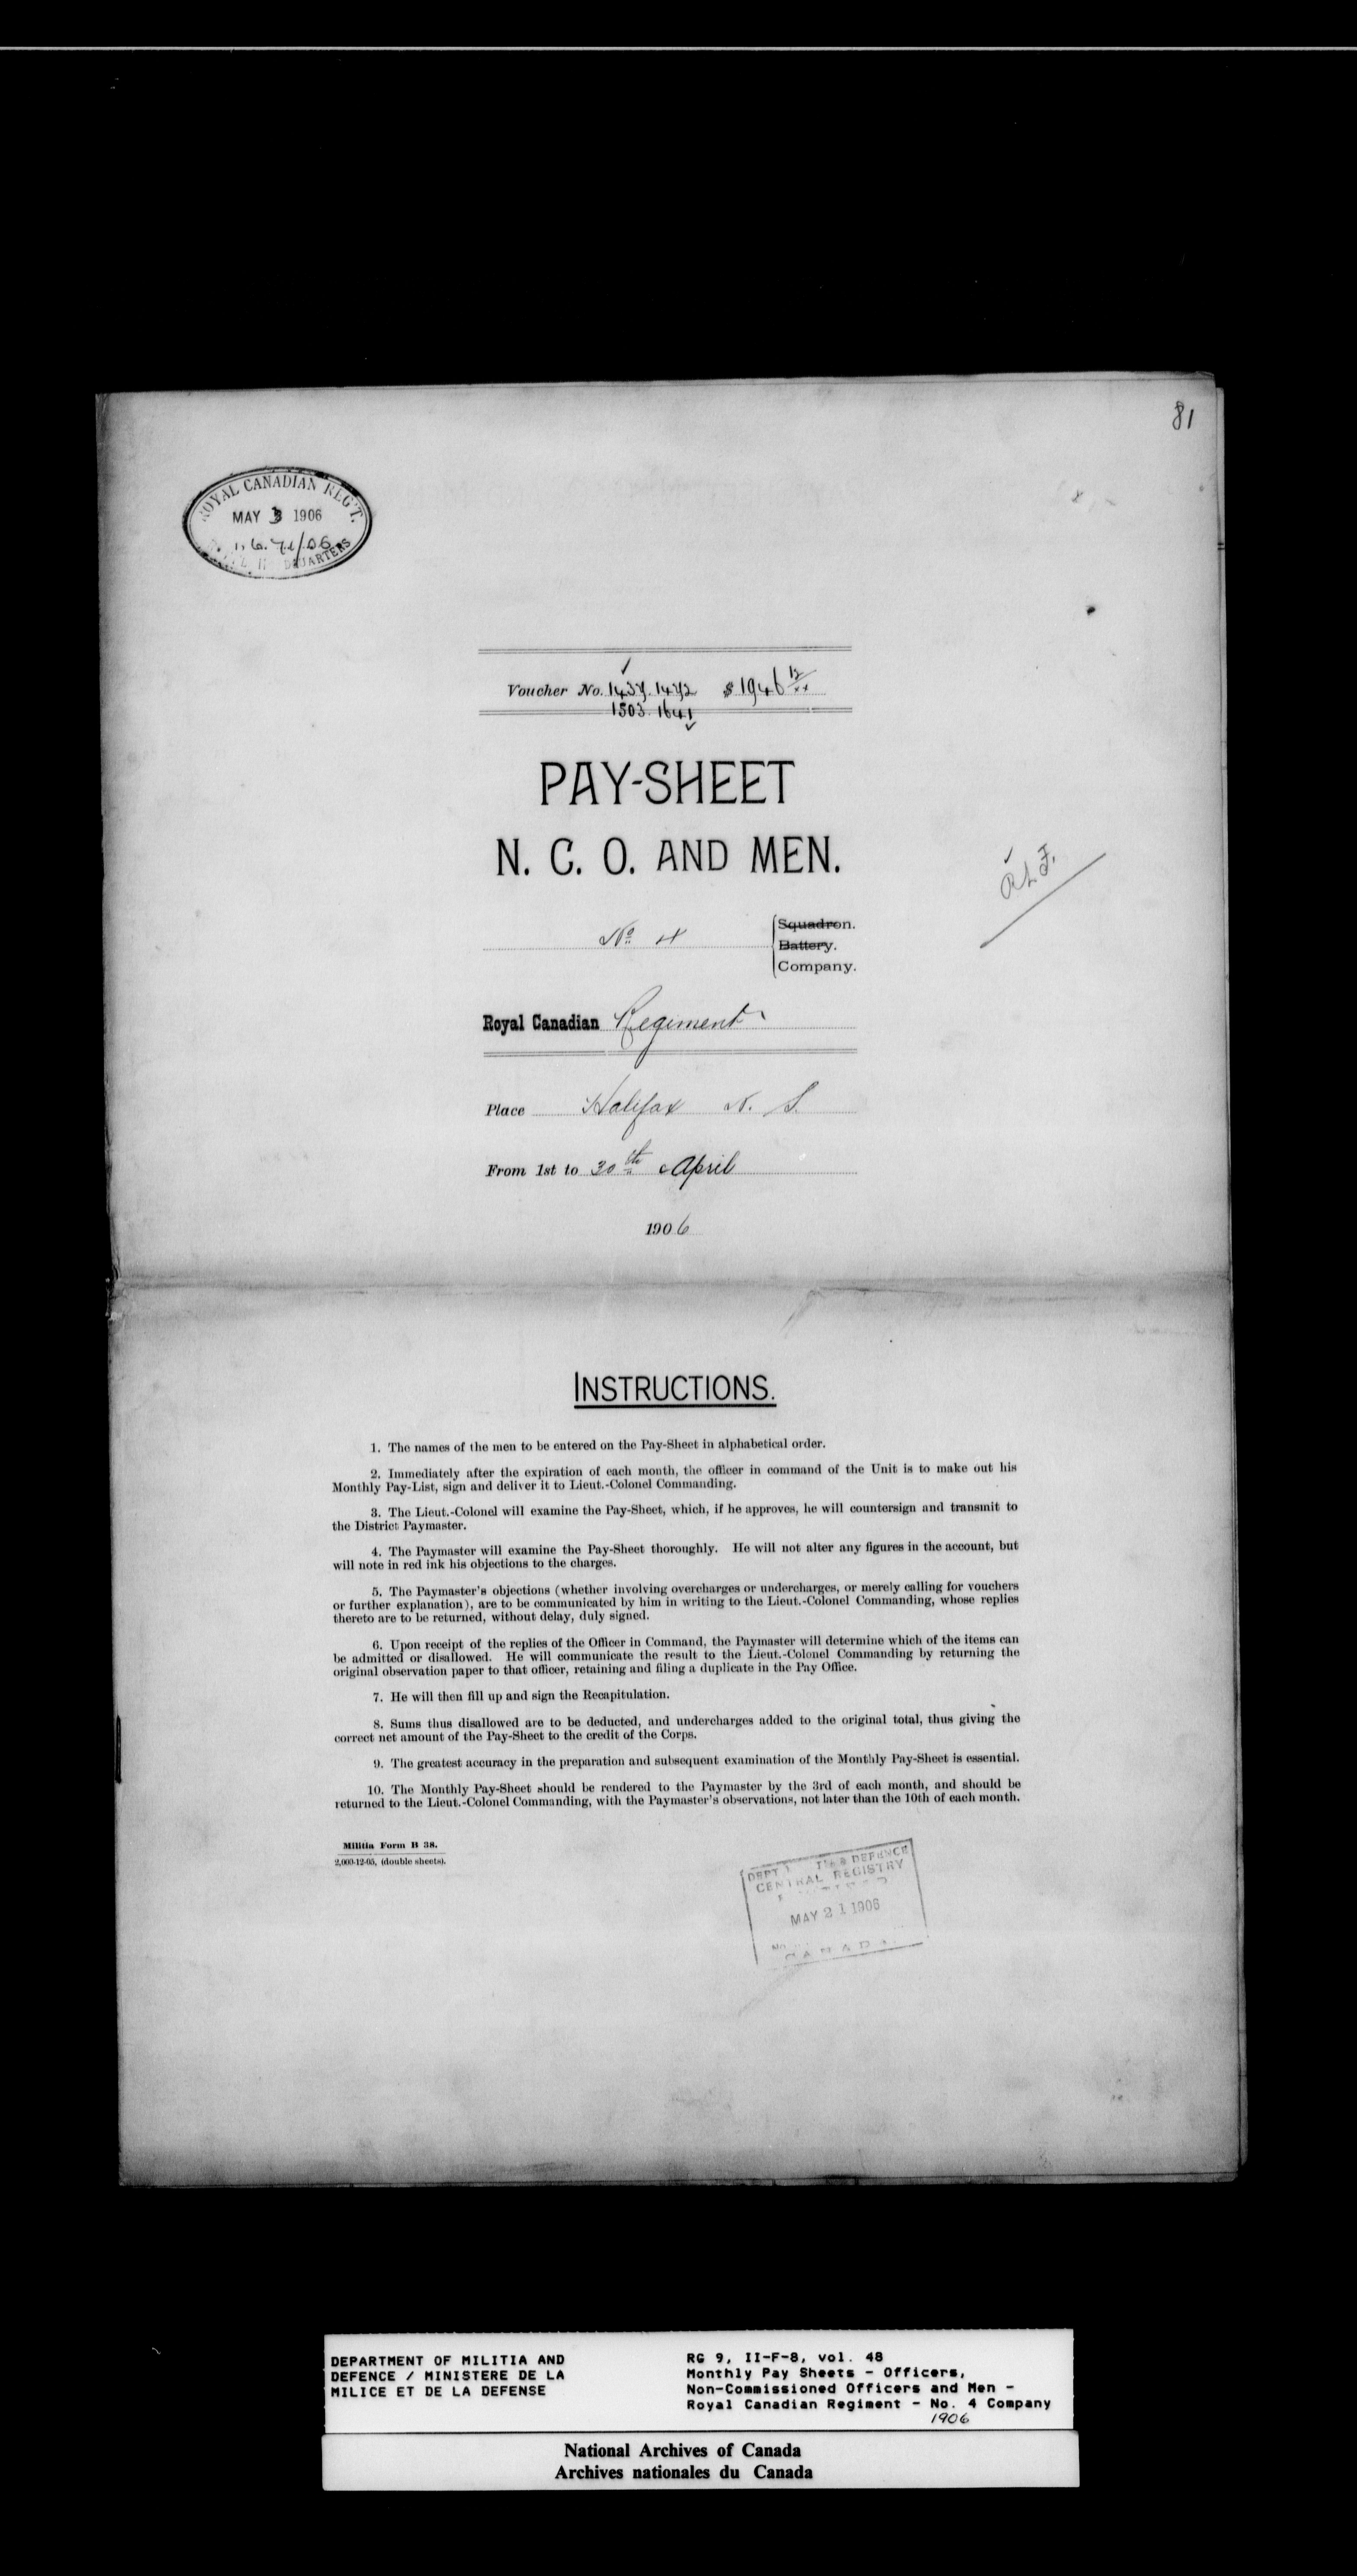 81
ROYAL CANADIAN REG'T.
MAY 3 1906
Voucher No. 1437. 1472 $ 1946 12/xx
1503. 1641
PAY-SHEET
N. C. O. AND MEN.
R.L.F.
No. 4
Squadron.
Battery.
Company.
Royal Canadian Regiment
Place Halifax N. S.
From 1st to 30th April
1906
INSTRUCTIONS.
1. The names of the men to be entered on the Pay-Sheet in alphabetical order.
2. Immediately after the expiration of each month, the officer in command of the Unit is to make out his
Monthly Pay-List, sign and deliver it to Lieut.-Colonel Commanding.
3. The Lieut.-Colonel will examine the Pay-Sheet, which, if he approves, he will countersign and transmit to
the District Paymaster.
4. The Paymaster will examine the Pay-Sheet thoroughly. He will not alter any figures in the account, but
will note in red ink his objections to the charges.
5. The Paymaster's objections (whether involving overcharges or undercharges, or merely calling for vouchers
or further explanation), are to be communicated by him in writing to the Lieut.-Colonel Commanding, whose replies
thereto are to be returned, without delay, duly signed.
6. Upon receipt of the replies of the Officer in Command, the Paymaster will determine which of the items can
be admitted or disallowed. He will communicate the result to the Lieut.-Colonel Commanding by returning the
original observation paper to that officer, retaining and filing a duplicate in the Pay Office.
7. He will then fill up and sign the Recapitulation.
8. Sums thus disallowed are to be deducted, and undercharges added to the original total, thus giving the
correct net amount of the Pay-Sheet to the credit of the Corps.
9. The greatest accuracy in the preparation and subsequent examination of the Monthly Pay-Sheet is essential.
10. The Monthly Pay-Sheet should be rendered to the Paymaster by the 3rd of each month, and should be
returned to the Lieut.-Colonel Commanding, with the Paymaster's observations, not later than the 10th of each month.
Militia Form B 38.
2,000-12-05, (double sheets).
DEFENCE
CENTRAL REGISTRY
MAY 21 1906
CANADA
DEPARTMENT OF MILITIA AND
DEFENCE / MINISTERE DE LA
MILICE ET DE LA DEFENSE
RG 9, II-F-8, vol. 48
Monthly Pay Sheets - Officers,
Non-Commissioned Officers and Men -
Royal Canadian Regiment - No. 4 Company
1906
National Archives of Canada
Archives nationales du Canada